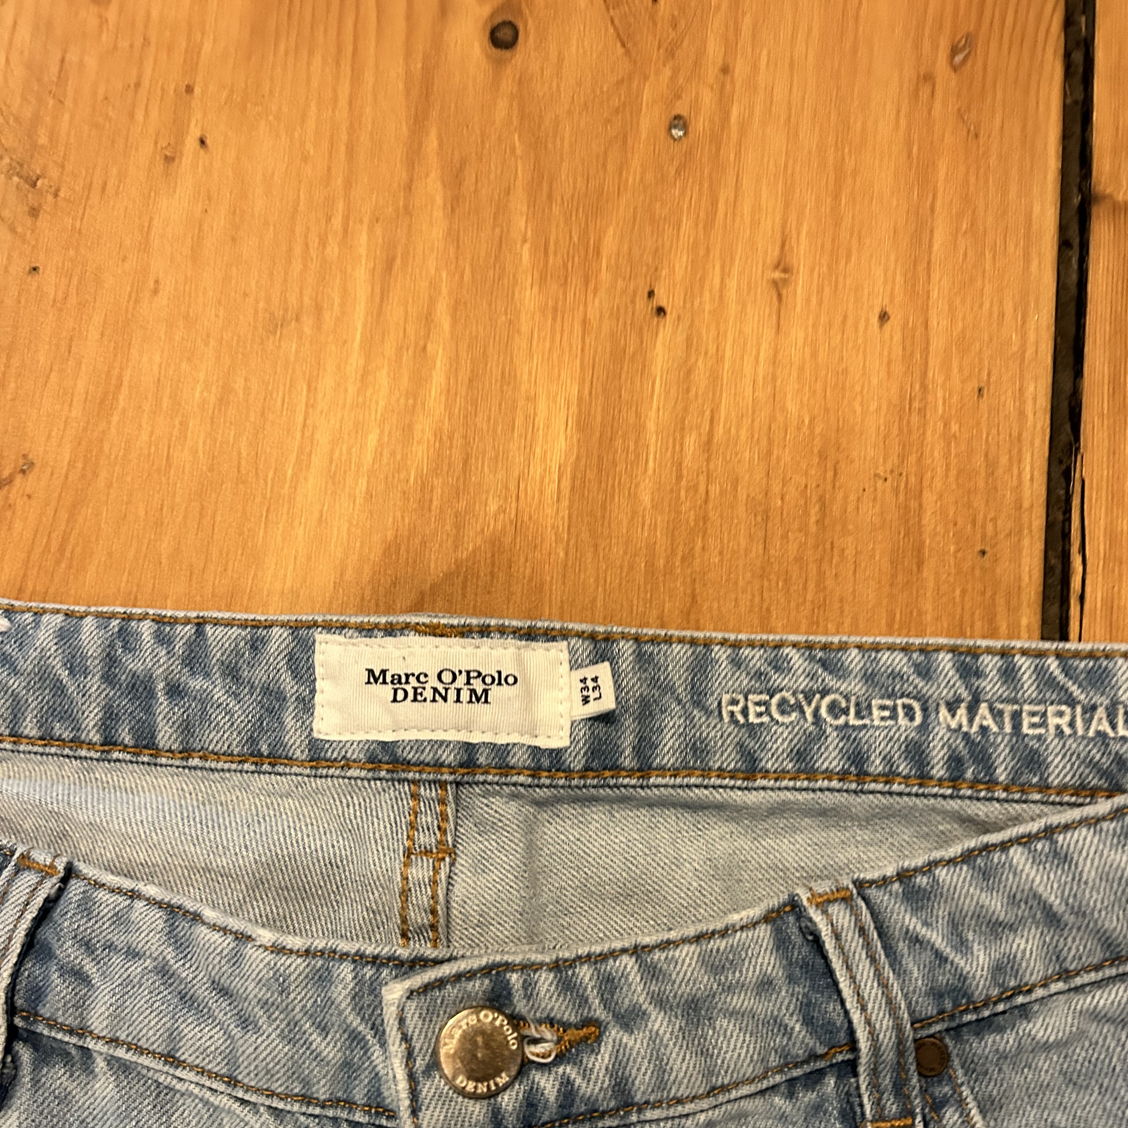 Marc O'Polo
DENIM
W34
L34
RECYCLED MATERIAL
Marc O'Polo
DENIM